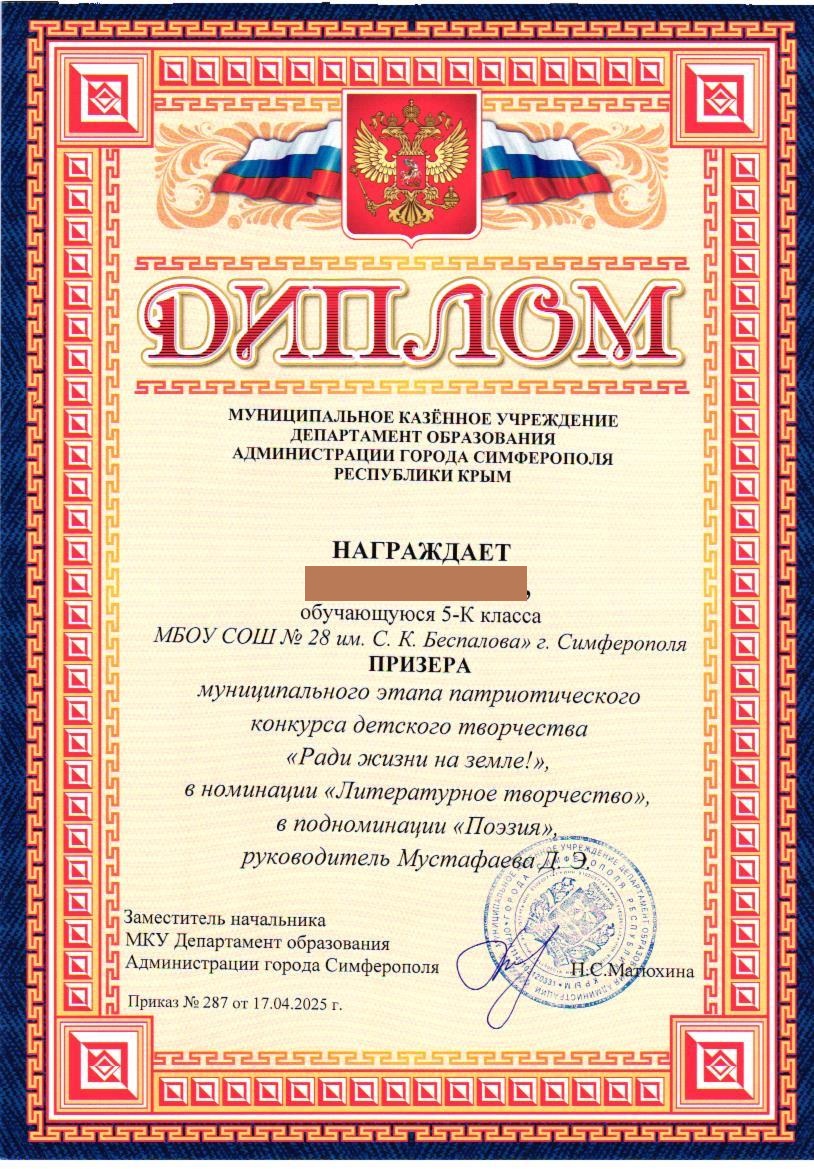 ДИПЛОМ
МУНИЦИПАЛЬНОЕ КАЗЁННОЕ УЧРЕЖДЕНИЕ
ДЕПАРТАМЕНТ ОБРАЗОВАНИЯ
АДМИНИСТРАЦИИ ГОРОДА СИМФЕРОПОЛЯ
РЕСПУБЛИКИ КРЫМ
НАГРАЖДАЕТ
,
обучающуюся 5-К класса
МБОУ СОШ № 28 им. С. К. Беспалова» г. Симферополя
ПРИЗЕРА
муниципального этапа патриотического
конкурса детского творчества
«Ради жизни на земле!»,
в номинации «Литературное творчество»,
в подноминации «Поэзия»,
руководитель Мустафаева Д. Э.
Заместитель начальника
МКУ Департамент образования
Администрации города Симферополя
Н.С.Матюхина
Приказ № 287 от 17.04.2025 г.